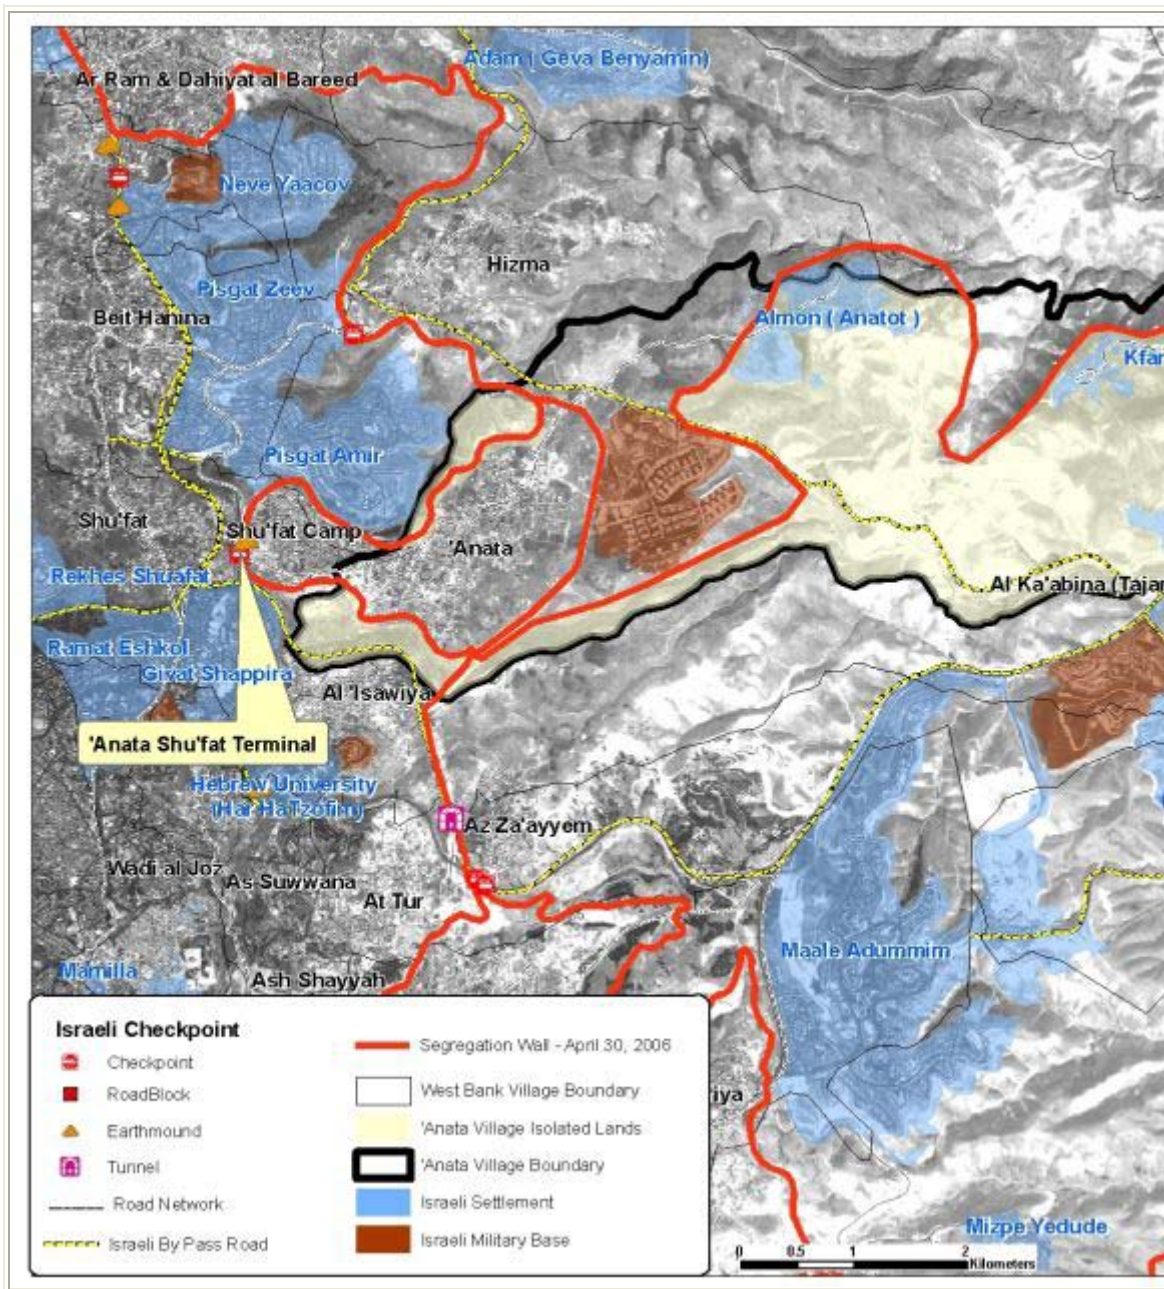 Adam ( Geva Benyamin)
Ar Ram & Dahiyat al Bareed
Neve Yaacov
Hizma
Pisgat Zeev
Beit Hanina
Almon ( Anatot )
Kfar
Pisgat Amir
Shu'fat
Shu'fat Camp
'Anata
Rekhes Shuafat
Al Ka'abina (Tajam
Ramat Eshkol
Givat Shappira
Al 'Isawiya
'Anata Shu'fat Terminal
Hebrew University
(Har HaTzofim)
Az Za'ayyem
Wadi al Joz
As Suwwana
At Tur
Maale Adummim
Mamilla
Ash Shayyah
riya
Mizpe Yedude
Israeli Checkpoint
Checkpoint
RoadBlock
Earthmound
Tunnel
Road Network
Israeli By Pass Road
Segregation Wall - April 30, 2006
West Bank Village Boundary
'Anata Village Isolated Lands
'Anata Village Boundary
Israeli Settlement
Israeli Military Base
0 0.5 1 2
Kilometers